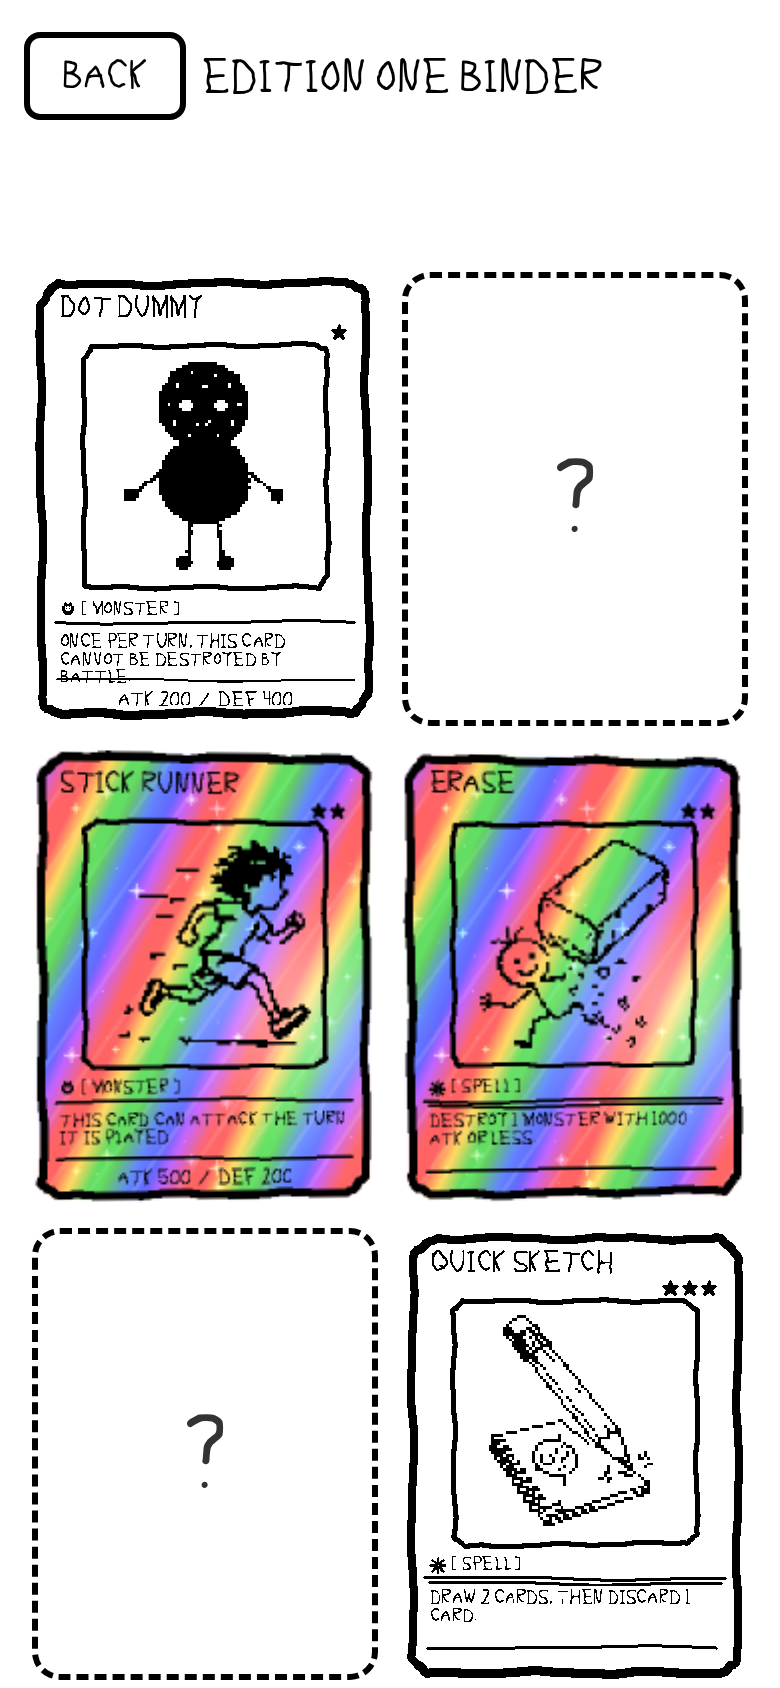 BACK
EDITION ONE BINDER
DOT DUMMY
[MONSTER]
ONCE PER TURN, THIS CARD
CANNOT BE DESTROYED BY
BATTLE.
ATK 200 / DEF 400
?
STICK RUNNER
[MONSTER]
THIS CARD CAN ATTACK THE TURN
IT IS PLAYED
ATK 500 / DEF 200
ERASE
[SPELL]
DESTROY 1 MONSTER WITH 1000
ATK OR LESS.
?
QUICK SKETCH
[SPELL]
DRAW 2 CARDS, THEN DISCARD 1
CARD.